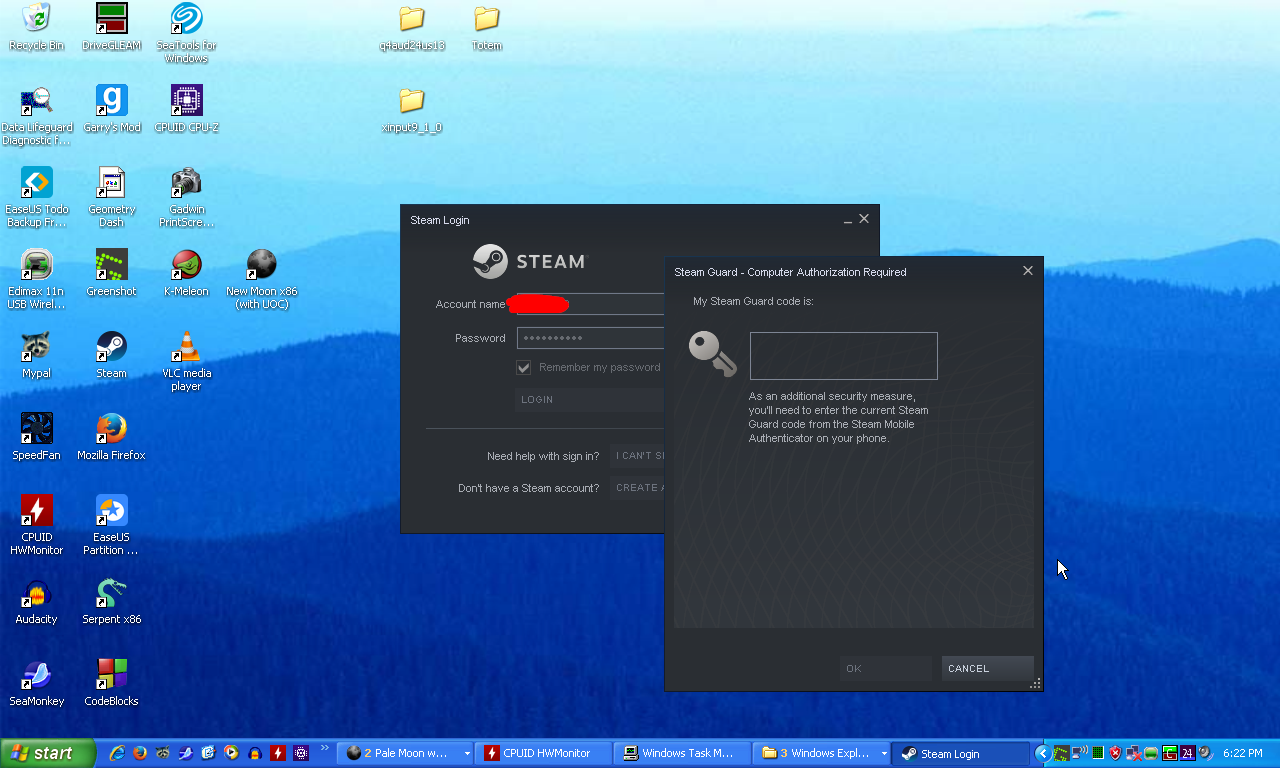 Recycle Bin
DriveGLEAM
SeaTools for
Windows
q4aud24us13
Totem
Data Lifeguard
Diagnostic f...
Garry's Mod
CPUID CPU-Z
xinput9_1_0
EaseUS Todo
Backup Fr...
Geometry
Dash
Gadwin
PrintScre...
Edimax 11n
USB Wirel...
Greenshot
K-Meleon
New Moon x86
(with UOC)
Mypal
Steam
VLC media
player
SpeedFan
Mozilla Firefox
CPUID
HWMonitor
EaseUS
Partition ...
Audacity
Serpent x86
SeaMonkey
CodeBlocks
Steam Login
STEAM
Account name
Password
Remember my password
LOGIN
Need help with sign in?
I CAN'T S
Don't have a Steam account?
CREATE A
Steam Guard - Computer Authorization Required
My Steam Guard code is:
As an additional security measure,
you'll need to enter the current Steam
Guard code from the Steam Mobile
Authenticator on your phone.
OK
CANCEL
start
2 Pale Moon w...
CPUID HWMonitor
Windows Task M...
3 Windows Expl...
Steam Login
24
6:22 PM